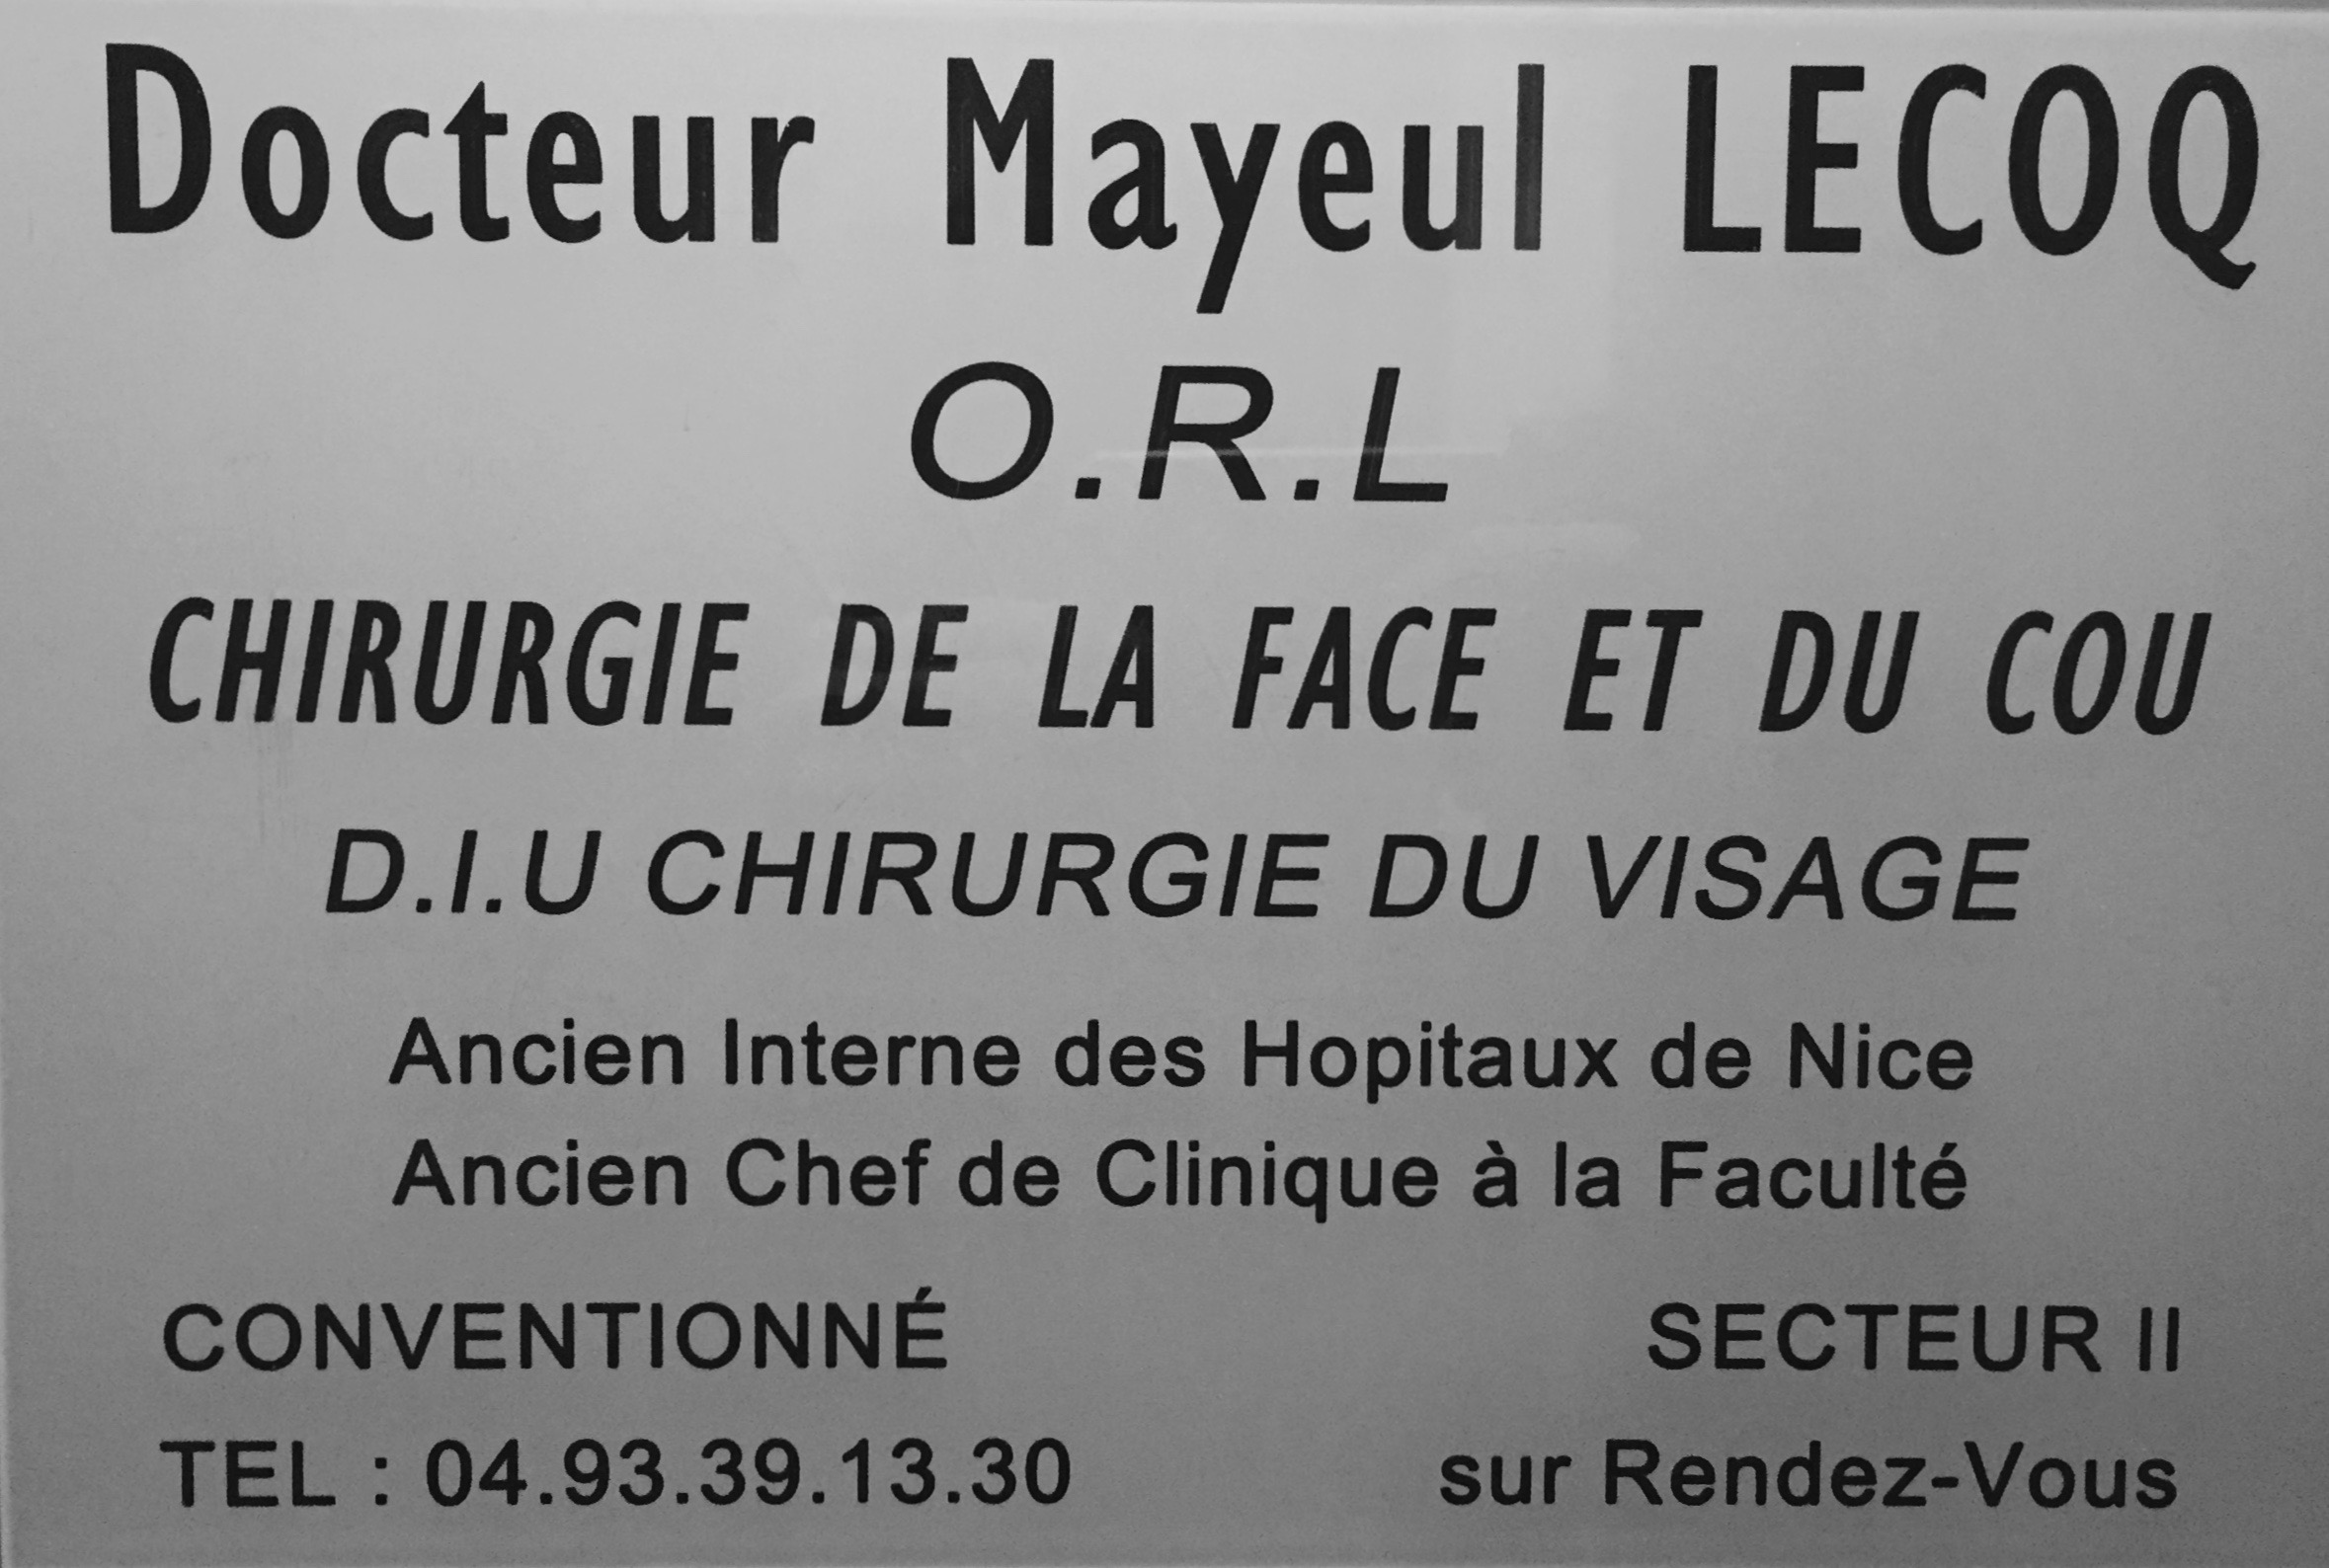 Docteur Mayeul LECOQ
O.R.L
CHIRURGIE DE LA FACE ET DU COU
D.I.U CHIRURGIE DU VISAGE
Ancien Interne des Hopitaux de Nice
Ancien Chef de Clinique à la Faculté
CONVENTIONNÉ SECTEUR II
TEL : 04.93.39.13.30 sur Rendez-Vous